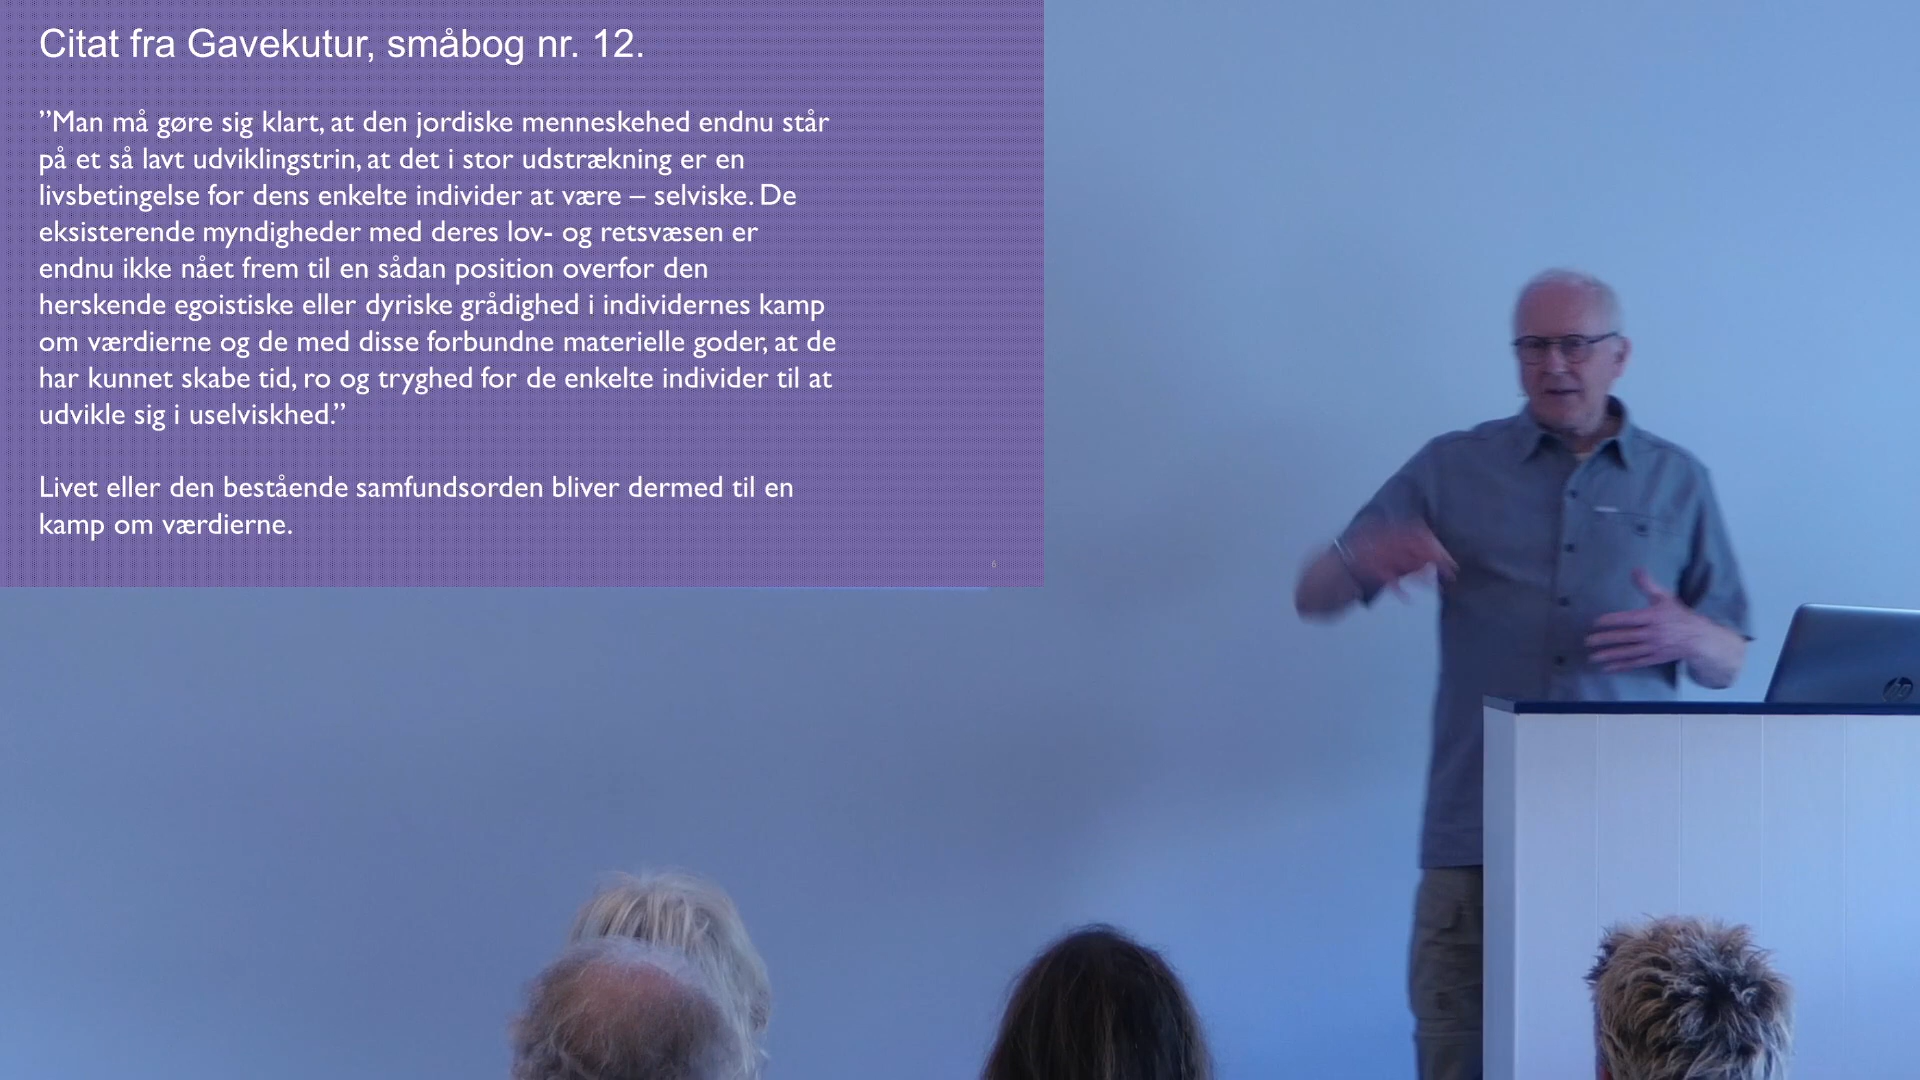 Citat fra Gavekutur, småbog nr. 12.
”Man må gøre sig klart, at den jordiske menneskehed endnu står
på et så lavt udviklingstrin, at det i stor udstrækning er en
livsbetingelse for dens enkelte individer at være – selviske. De
eksisterende myndigheder med deres lov- og retsvæsen er
endnu ikke nået frem til en sådan position overfor den
herskende egoistiske eller dyriske grådighed i individernes kamp
om værdierne og de med disse forbundne materielle goder, at de
har kunnet skabe tid, ro og tryghed for de enkelte individer til at
udvikle sig i uselviskhed.”
Livet eller den bestående samfundsorden bliver dermed til en
kamp om værdierne.
6
hp